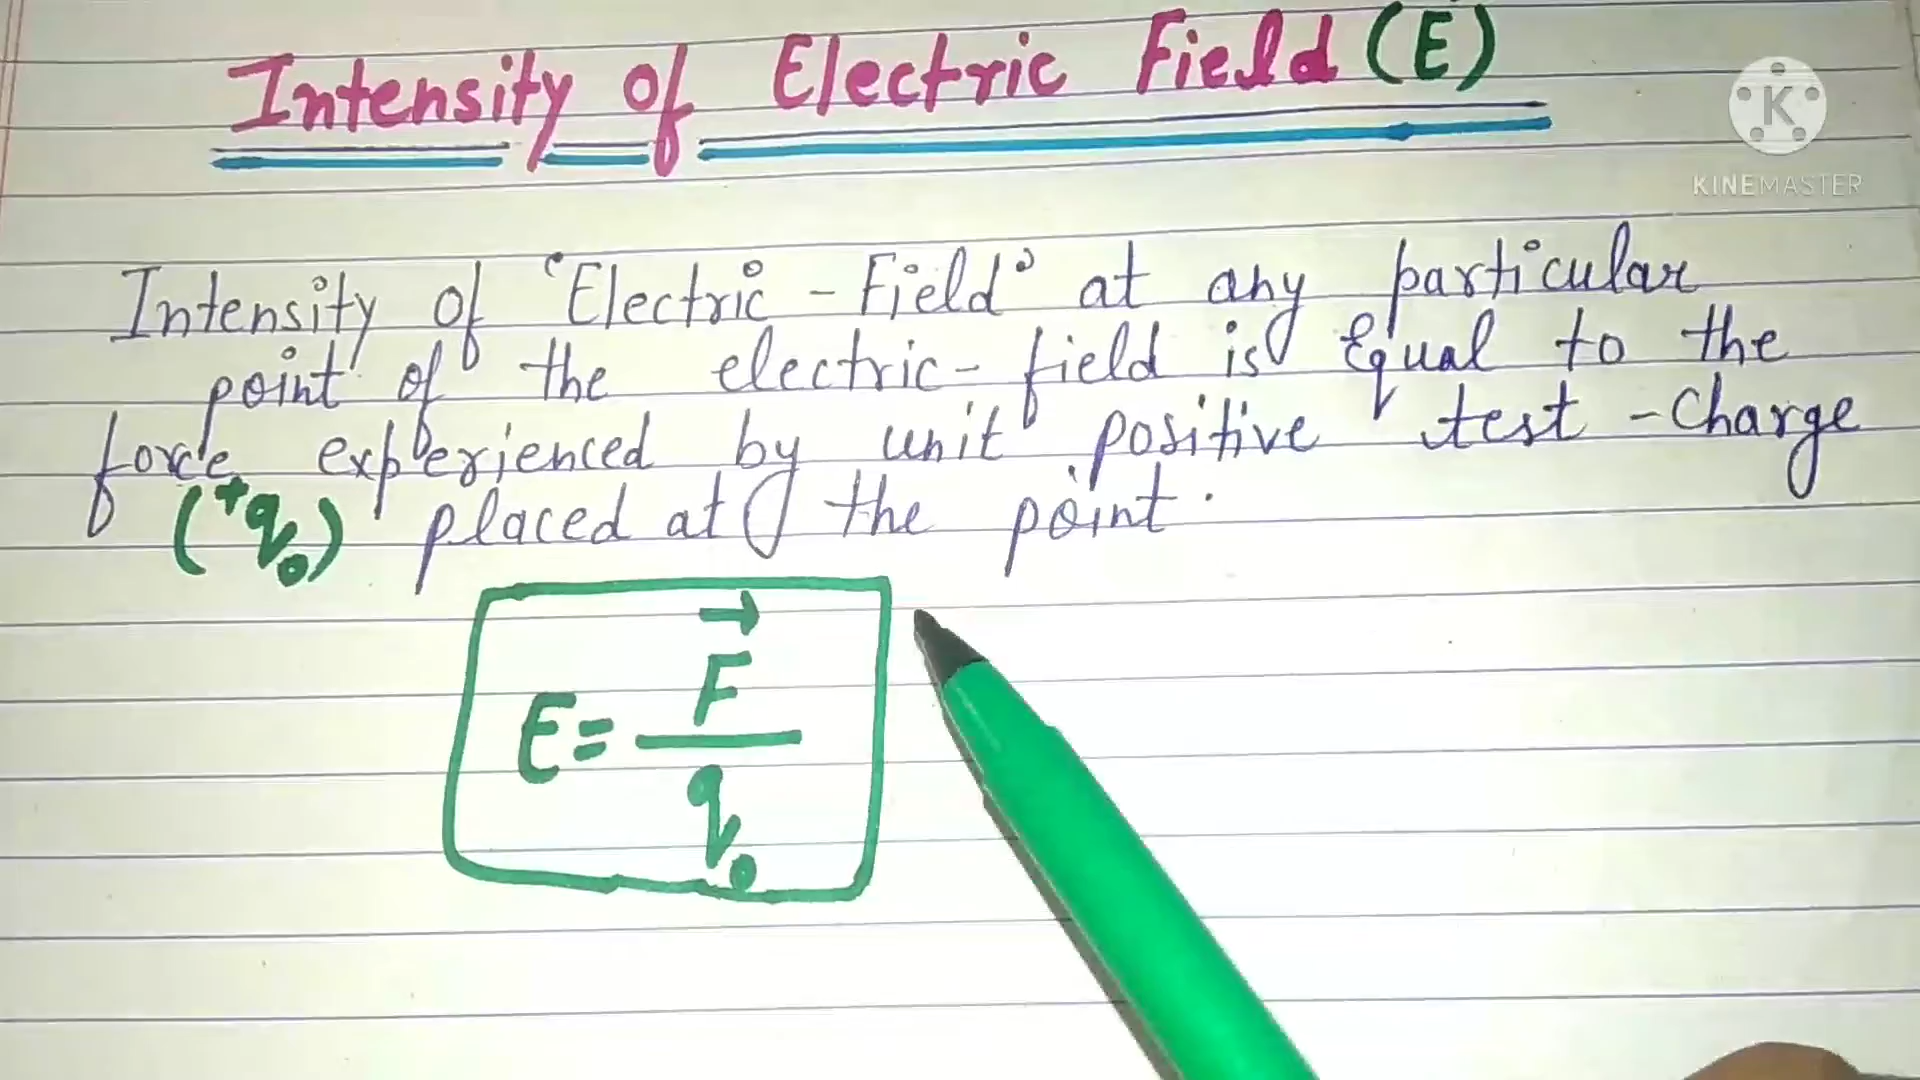 Intensity of Electric Field (E)
K
KINEMASTER
Intensity of 'Electric-Field' at any particular
point of the electric-field is Equal to the
force experienced by unit positive test-Charge
(+q₀) placed at the point.
E = F⃗ / q₀